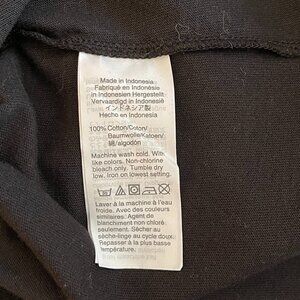 Made in Indonesia
Fabriqué en Indonésie
in Indonesien Hergestellt
Vervaardigd in Indonesië
インドネシア製
Hecho en Indonesia
100% Cotton/Coton/
Baumwolle/Katoen/
綿/algodón
Machine wash cold. With
like colors. Non-chlorine
bleach only. Tumble dry
low. Iron on lowest setting.
Laver à la machine à l'eau
froide. Avec des couleurs
similaires. Agent de
blanchiment non chloré
seulement. Sécher au
sèche-linge au cycle doux.
Repasser à la plus basse
température.